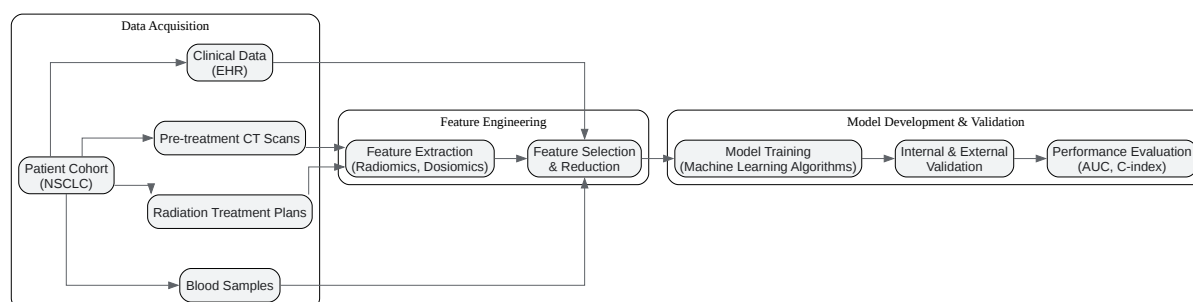 Data Acquisition
Clinical Data
(EHR)
Pre-treatment CT Scans
Patient Cohort
(NSCLC)
Radiation Treatment Plans
Blood Samples
Feature Engineering
Feature Extraction
(Radiomics, Dosiomics)
Feature Selection
& Reduction
Model Development & Validation
Model Training
(Machine Learning Algorithms)
Internal & External
Validation
Performance Evaluation
(AUC, C-index)